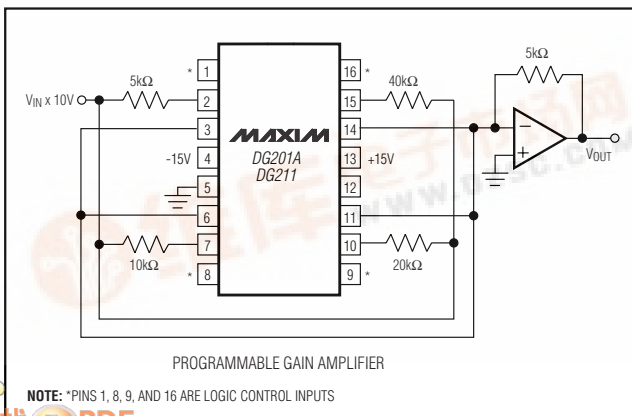 5kΩ
* 1
16 *
5kΩ
40kΩ
V_IN x 10V
2
15
3
14
MAXIM
-15V
4
DG201A
13
+15V
DG211
V_OUT
5
12
6
11
7
10
10kΩ
20kΩ
* 8
9 *
PROGRAMMABLE GAIN AMPLIFIER
NOTE: *PINS 1, 8, 9, AND 16 ARE LOGIC CONTROL INPUTS